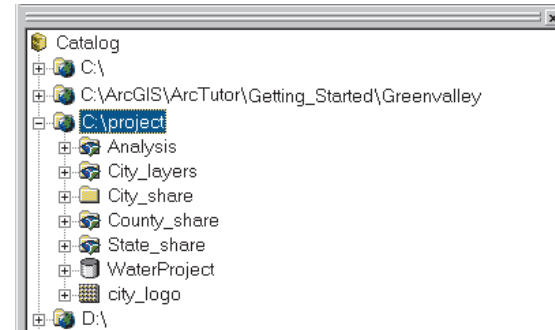 Catalog
C:\
C:\ArcGIS\ArcTutor\Getting_Started\Greenvalley
C:\project
Analysis
City_layers
City_share
County_share
State_share
WaterProject
city_logo
D:\